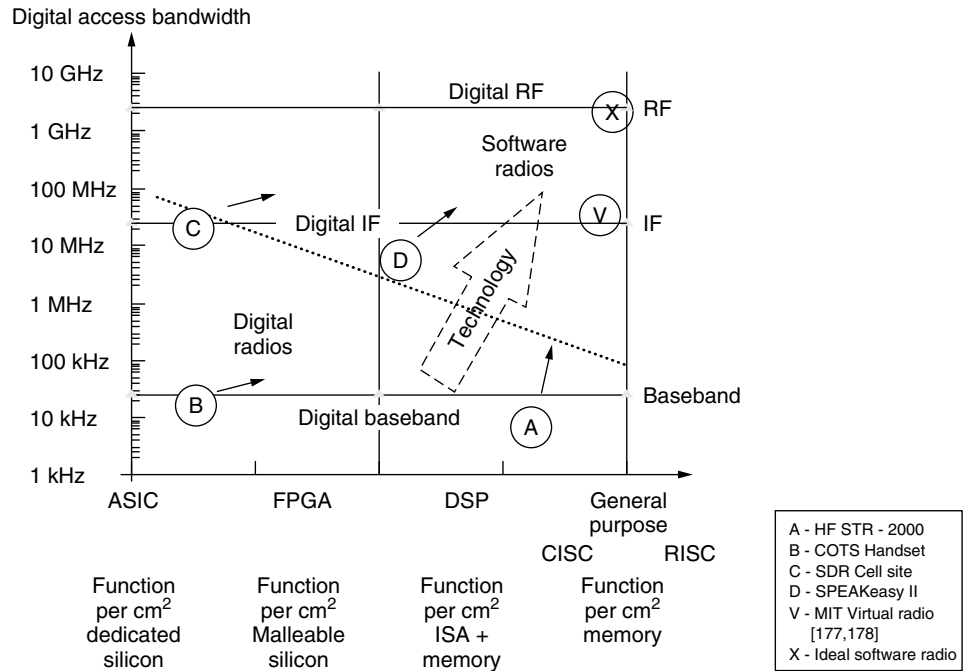 Digital access bandwidth
10 GHz
Digital RF
RF
X
1 GHz
Software
radios
100 MHz
C
Digital IF
V
IF
10 MHz
D
Technology
1 MHz
Digital
radios
100 kHz
B
Baseband
10 kHz
Digital baseband
A
1 kHz
ASIC
FPGA
DSP
General
purpose
CISC
RISC
Function
per cm²
dedicated
silicon
Function
per cm²
Malleable
silicon
Function
per cm²
ISA +
memory
Function
per cm²
memory
A - HF STR - 2000
B - COTS Handset
C - SDR Cell site
D - SPEAKeasy II
V - MIT Virtual radio
[177,178]
X - Ideal software radio